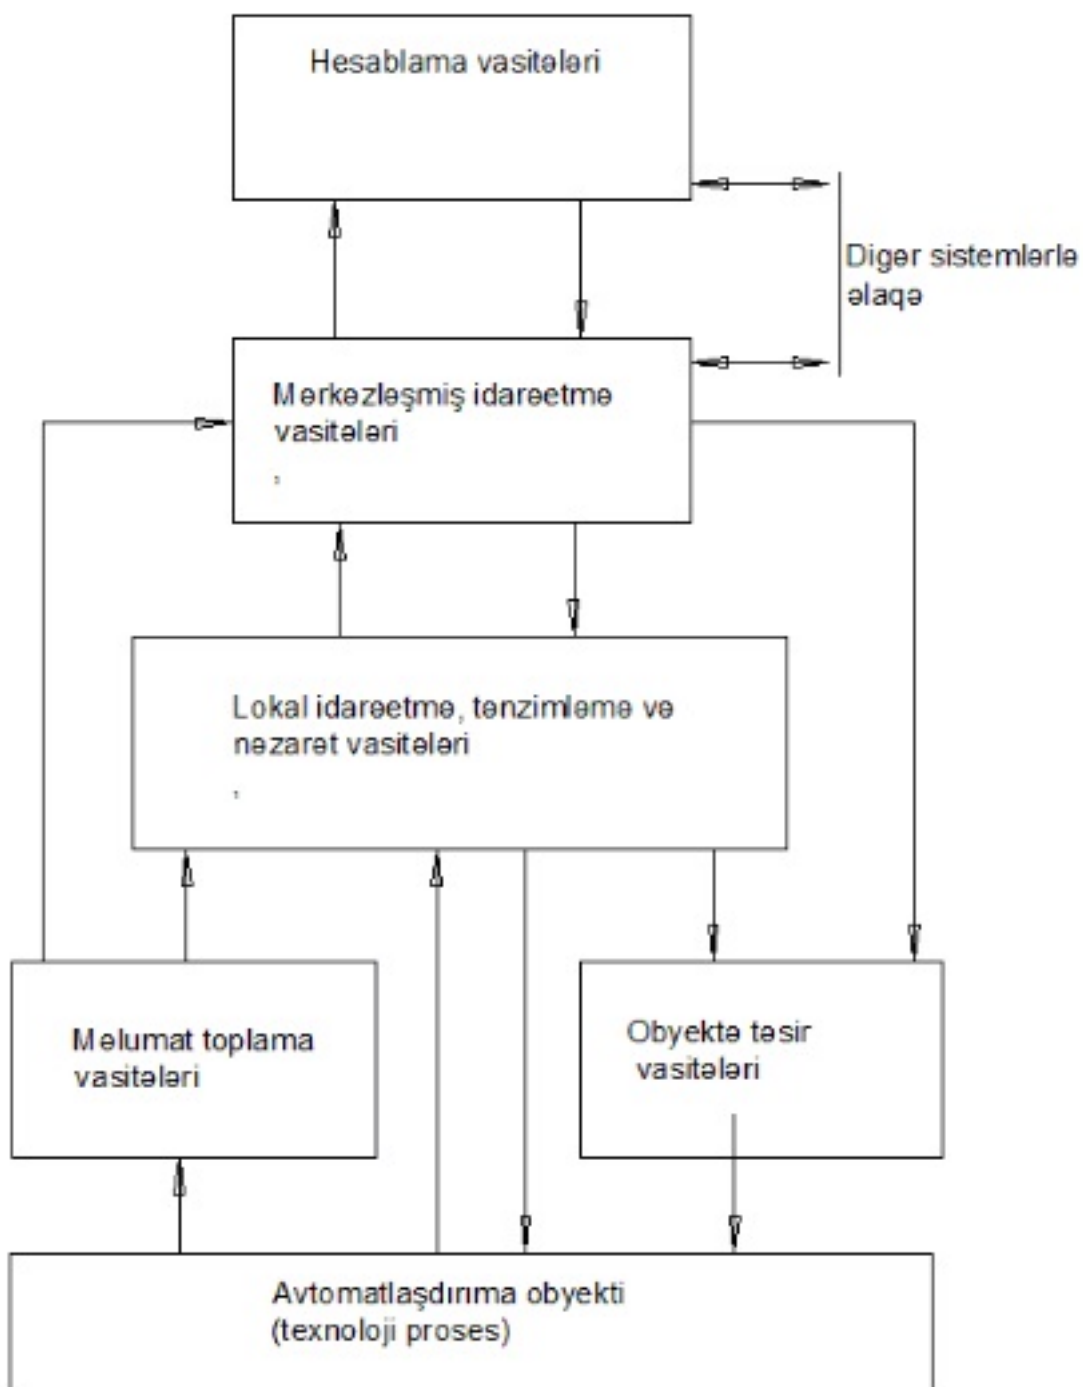 Hesablama vasitələri
Digər sistemlərlə
əlaqə
Mərkəzləşmiş idarəetmə
vasitələri
,
Lokal idarəetmə, tənzimləmə və
nəzarət vasitələri
,
Məlumat toplama
vasitələri
Obyektə təsir
vasitələri
Avtomatlaşdırıma obyekti
(texnoloji proses)